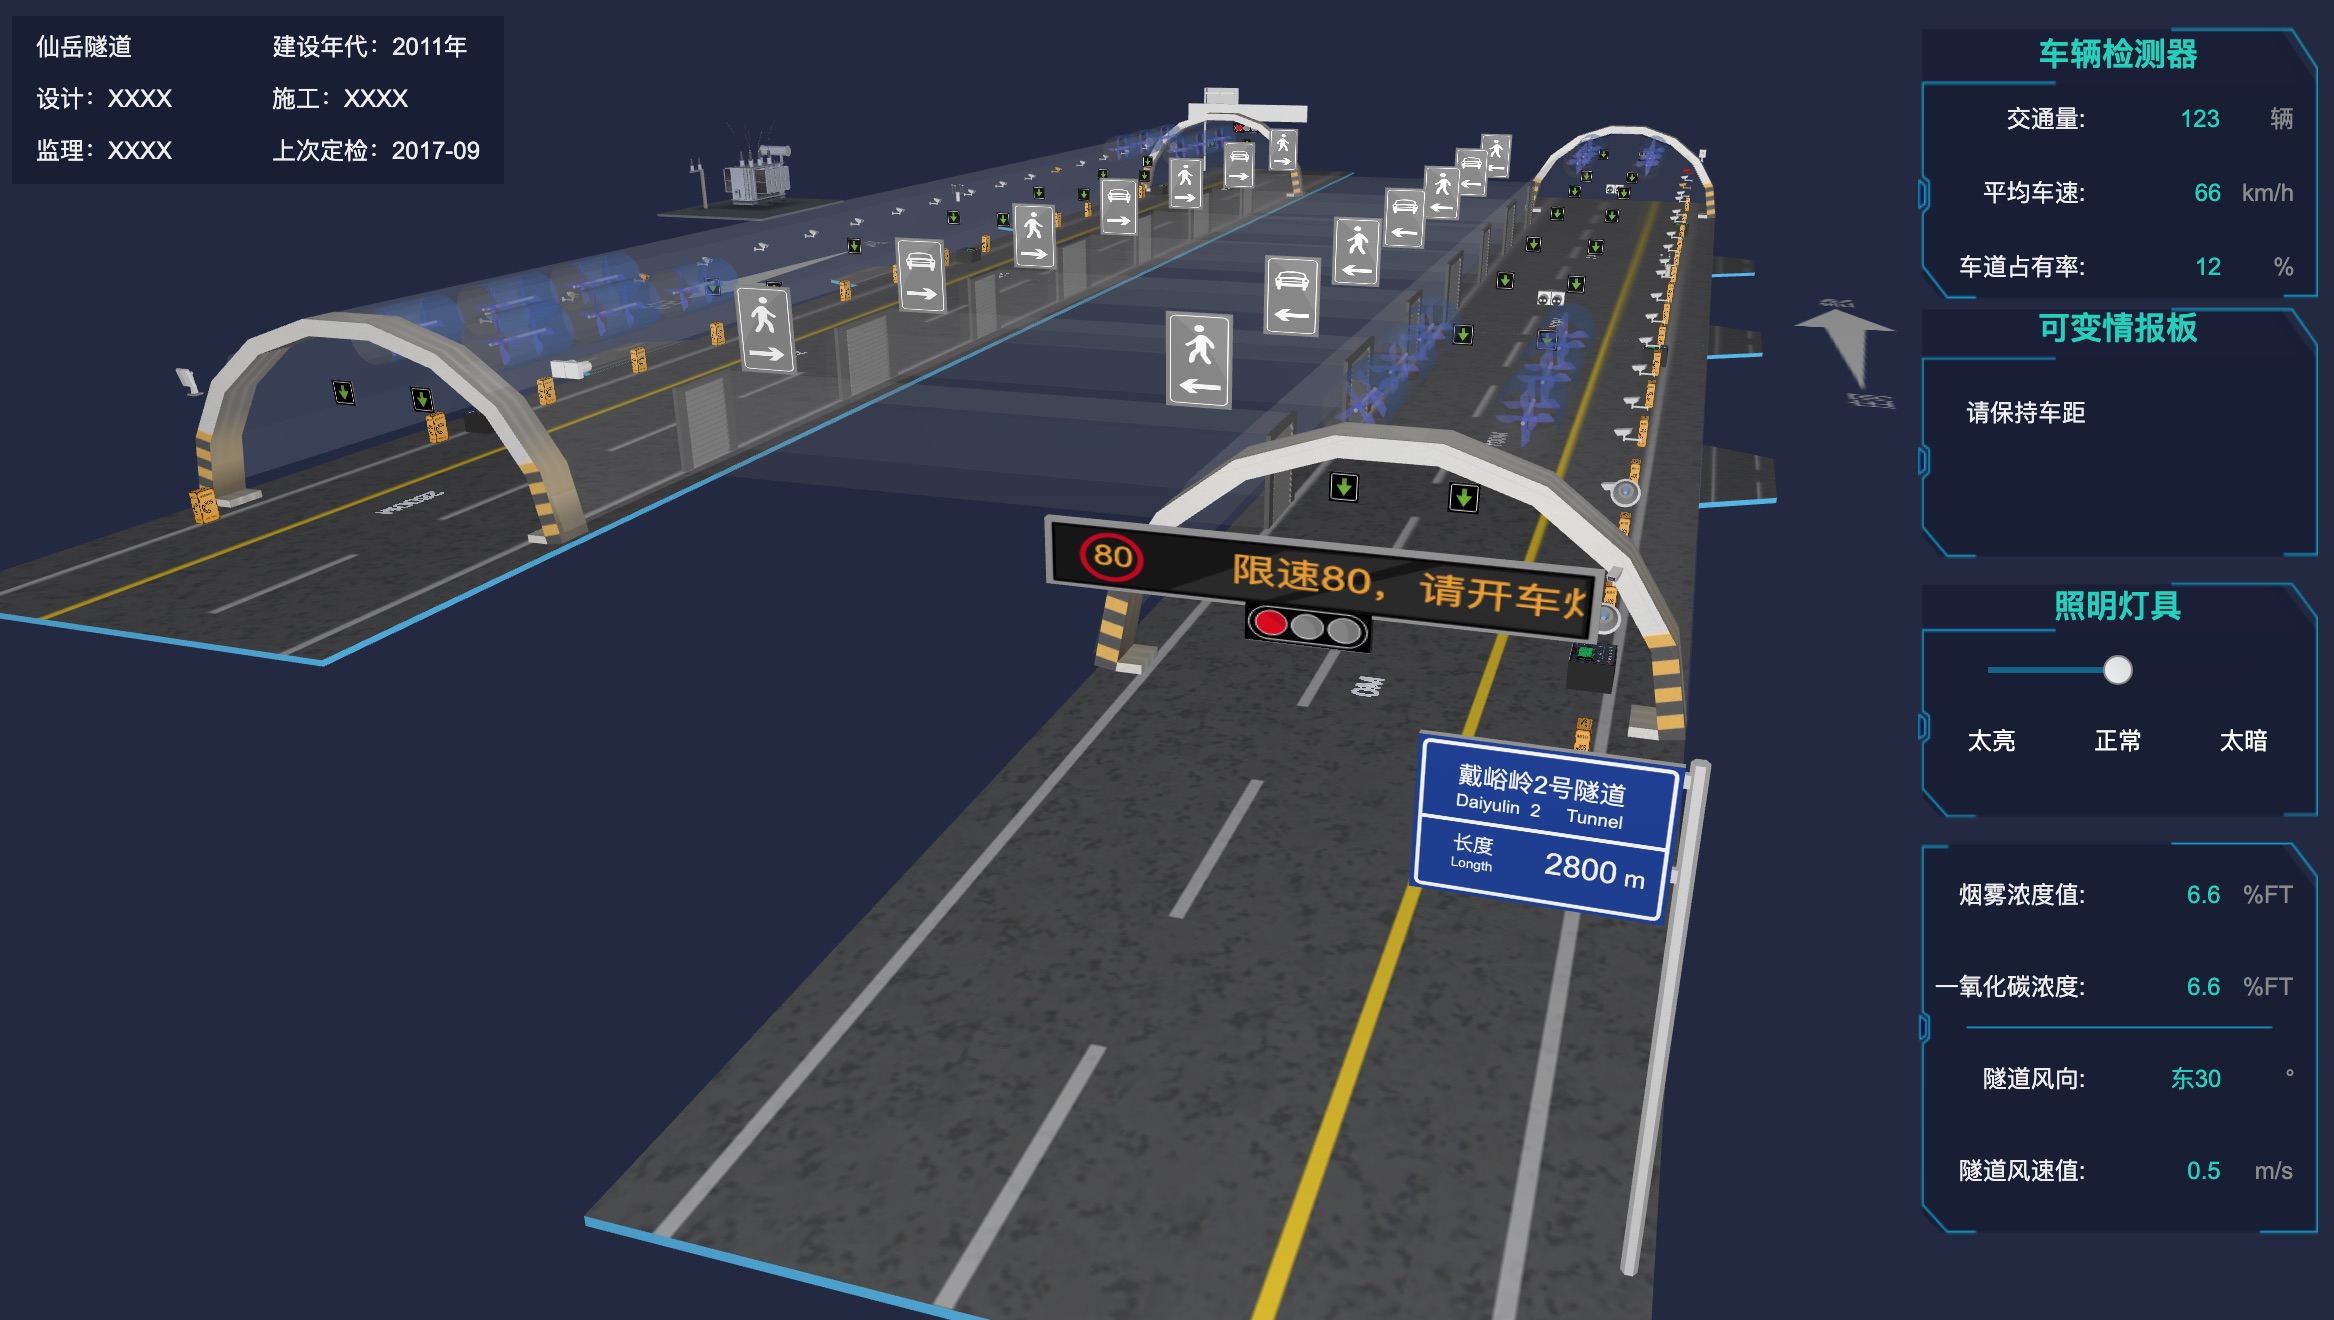 仙岳隧道 建设年代：2011年
设计：XXXX 施工：XXXX
监理：XXXX 上次定检：2017-09
80 限速80，请开车
戴峪岭2号隧道
Daiyulin 2 Tunnel
长度 2800 m
Longth
车辆检测器
交通量: 123 辆
平均车速: 66 km/h
车道占有率: 12 %
可变情报板
请保持车距
照明灯具
太亮 正常 太暗
烟雾浓度值: 6.6 %FT
一氧化碳浓度: 6.6 %FT
隧道风向: 东30 °
隧道风速值: 0.5 m/s